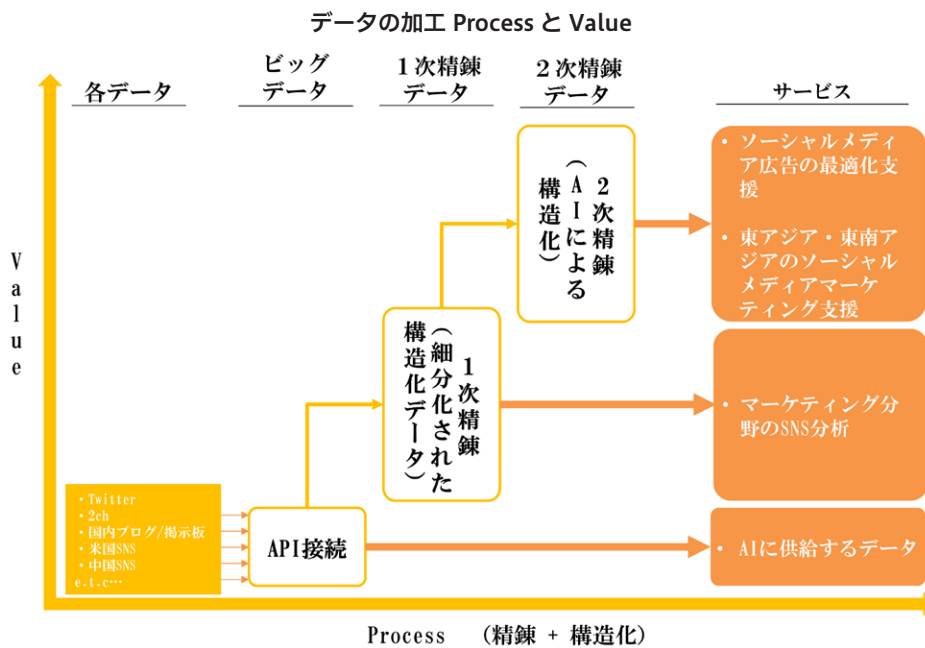 データの加工 Process と Value
各データ
ビッグ
データ
1次精錬
データ
2次精錬
データ
サービス
Value
2次精錬
(AIによる
構造化)
・ソーシャルメディ
ア広告の最適化支
援
・東アジア・東南ア
ジアのソーシャル
メディアマーケ
ティング支援
1次精錬
(細分化された
構造化データ)
・マーケティング分
野のSNS分析
・Twitter
・2ch
・国内ブログ/掲示板
・米国SNS
・中国SNS
e.t.c…
API接続
・AIに供給するデータ
Process (精錬 + 構造化)